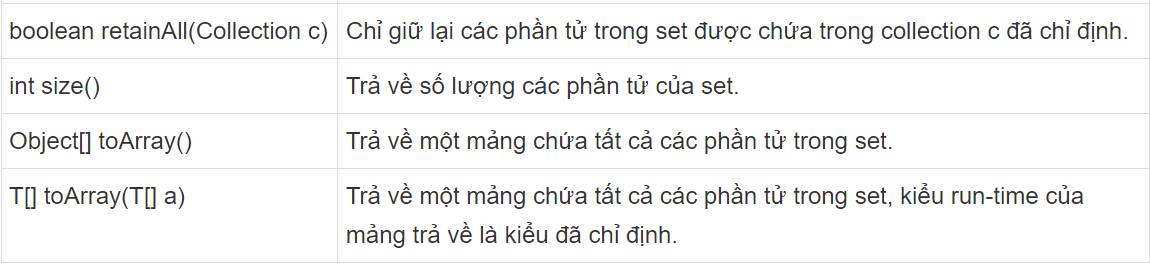 boolean retainAll(Collection c) Chỉ giữ lại các phần tử trong set được chứa trong collection c đã chỉ định.
int size() Trả về số lượng các phần tử của set.
Object[] toArray() Trả về một mảng chứa tất cả các phần tử trong set.
T[] toArray(T[] a) Trả về một mảng chứa tất cả các phần tử trong set, kiểu run-time của
mảng trả về là kiểu đã chỉ định.